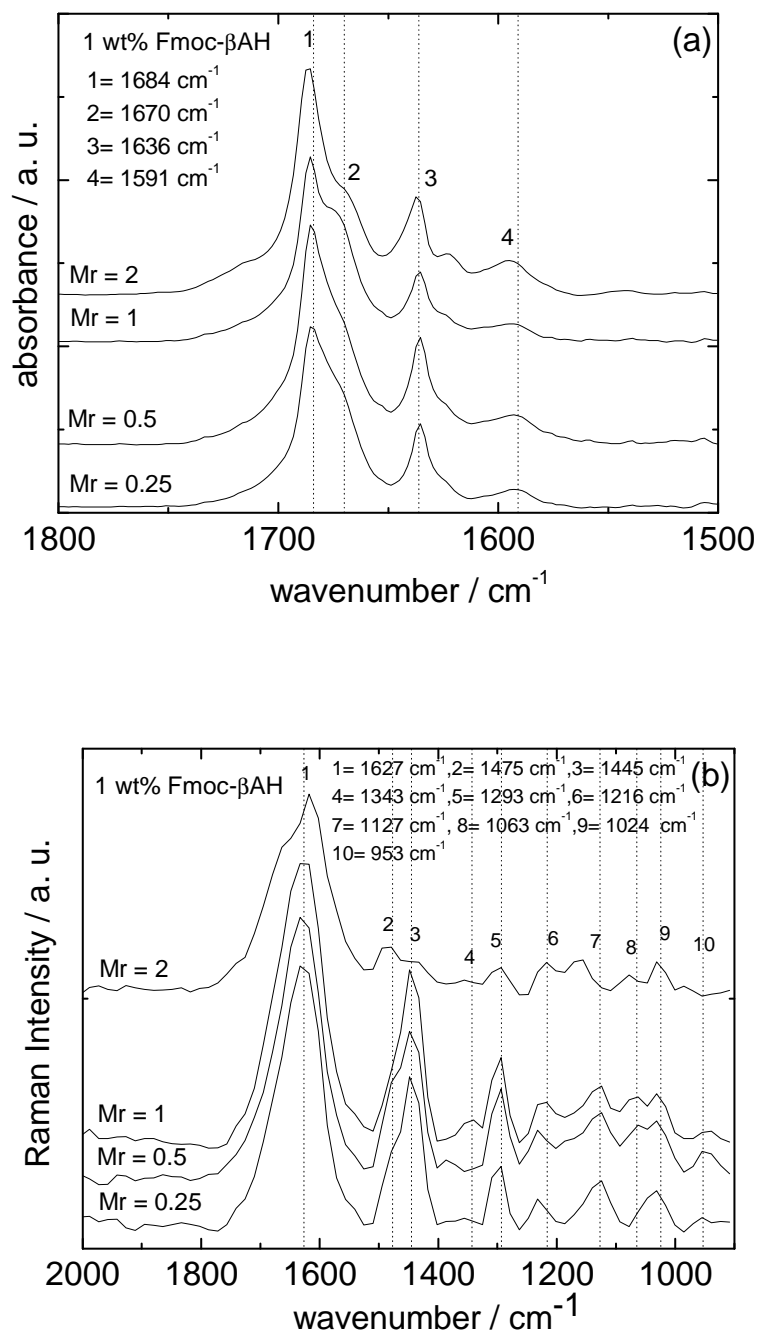 1 wt% Fmoc-βAH
1= 1684 cm⁻¹
2= 1670 cm⁻¹
3= 1636 cm⁻¹
4= 1591 cm⁻¹
(a)
1
2
3
4
Mr = 2
Mr = 1
Mr = 0.5
Mr = 0.25
absorbance / a. u.
1800 1700 1600 1500
wavenumber / cm⁻¹
1 wt% Fmoc-βAH
1= 1627 cm⁻¹,2= 1475 cm⁻¹,3= 1445 cm⁻¹
4= 1343 cm⁻¹,5= 1293 cm⁻¹,6= 1216 cm⁻¹
7= 1127 cm⁻¹, 8= 1063 cm⁻¹,9= 1024 cm⁻¹
10= 953 cm⁻¹
(b)
1
2
3
4
5
6
7
8
9
10
Mr = 2
Mr = 1
Mr = 0.5
Mr = 0.25
Raman Intensity / a. u.
2000 1800 1600 1400 1200 1000
wavenumber / cm⁻¹